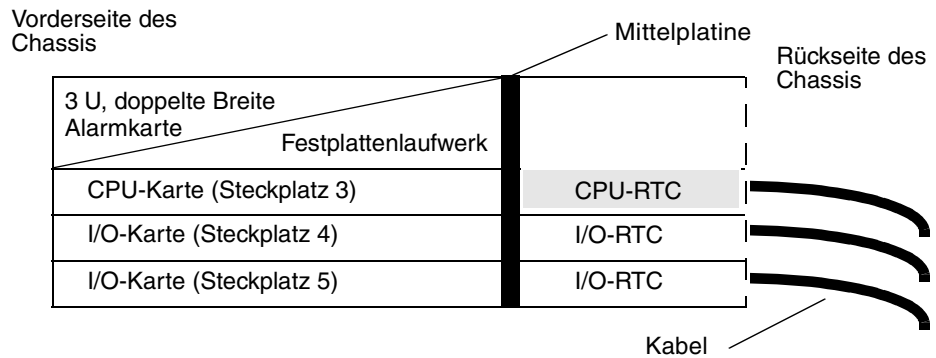 Vorderseite des
Chassis
Mittelplatine
Rückseite des
Chassis
3 U, doppelte Breite
Alarmkarte
Festplattenlaufwerk
CPU-Karte (Steckplatz 3)
CPU-RTC
I/O-Karte (Steckplatz 4)
I/O-RTC
I/O-Karte (Steckplatz 5)
I/O-RTC
Kabel